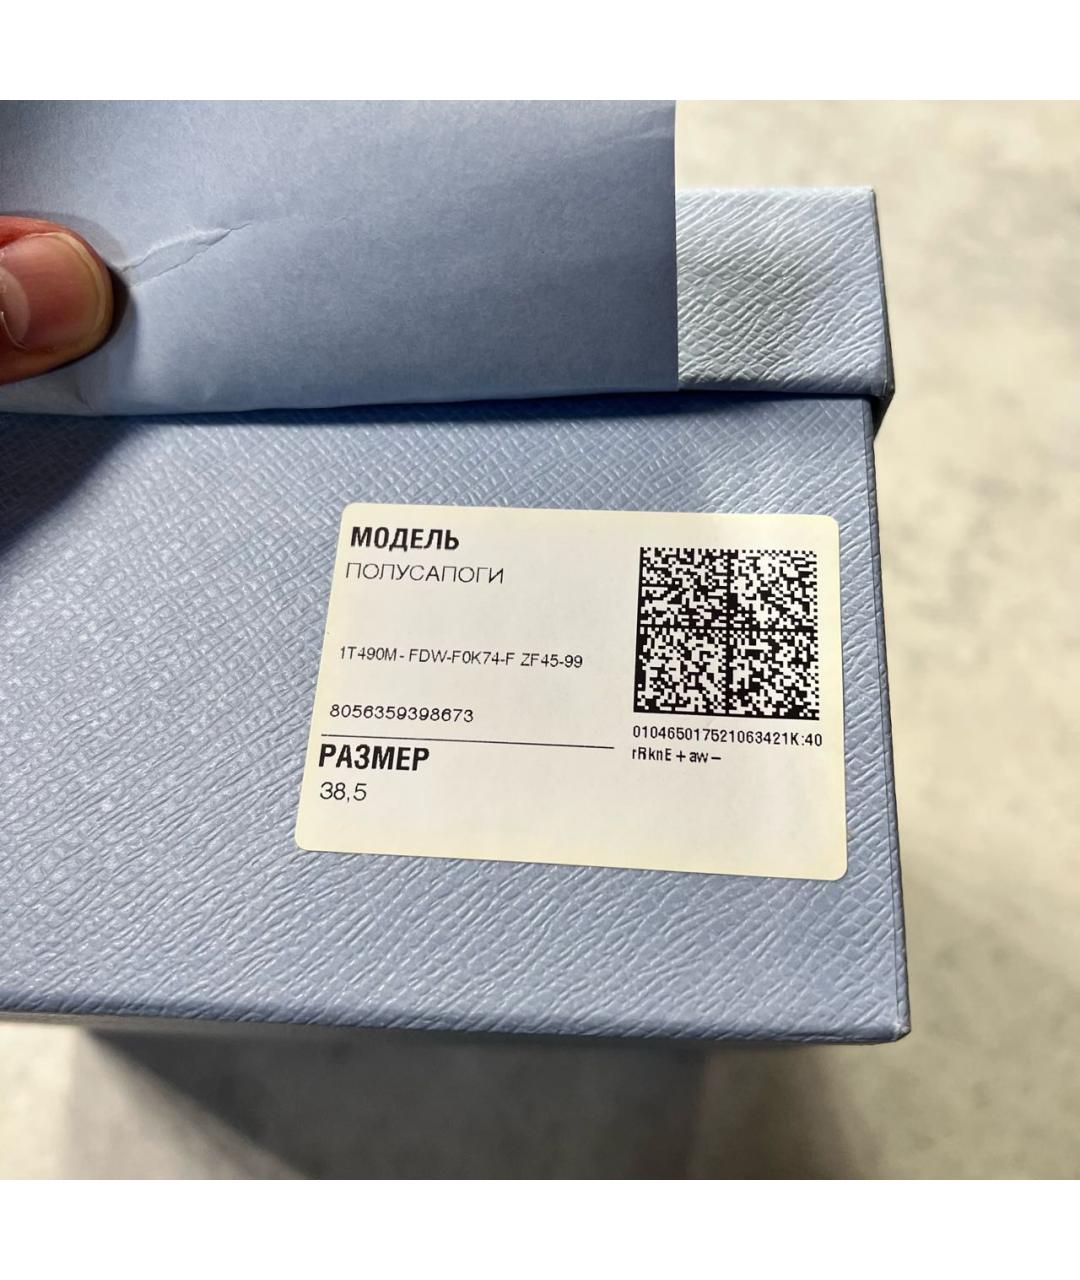 МОДЕЛЬ
ПОЛУСАПОГИ
1T490M- FDW-F0K74-F ZF45-99
8056359398673
РАЗМЕР
38,5
010465017521063421K:40
rRknE+aw–